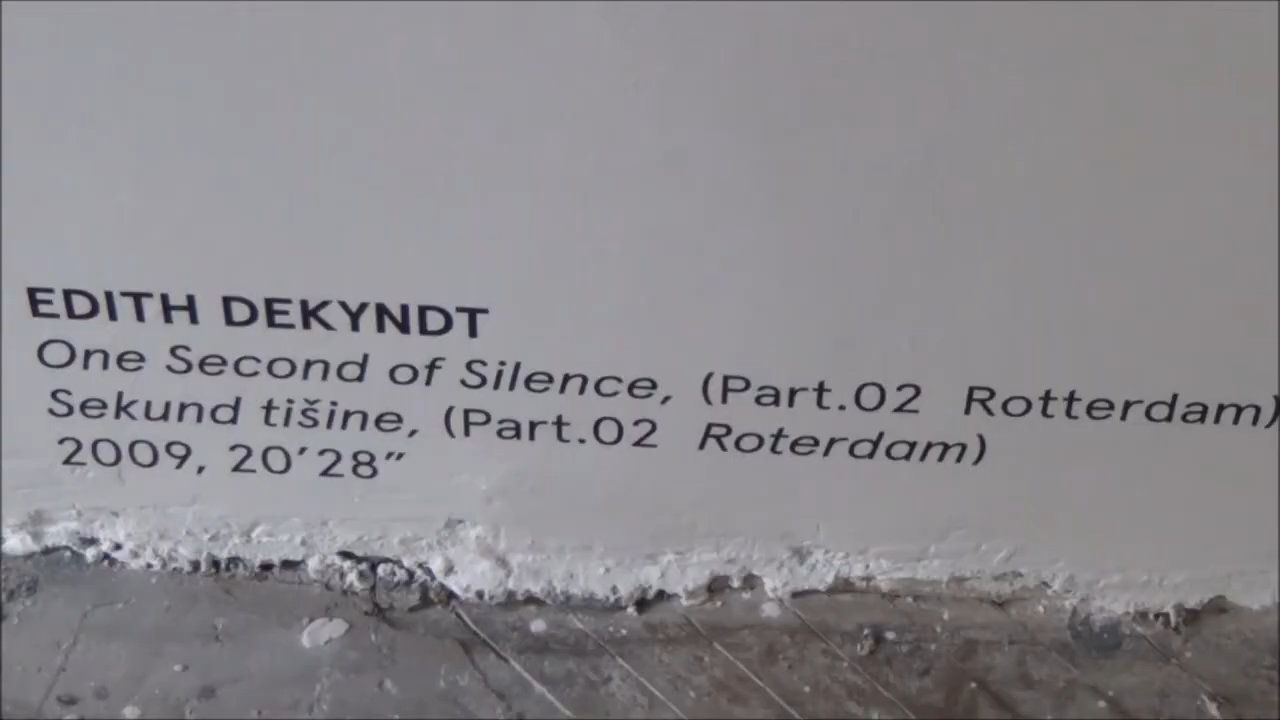 EDITH DEKYNDT
One Second of Silence, (Part.02 Rotterdam)
Sekund tišine, (Part.02 Roterdam)
2009, 20′28″